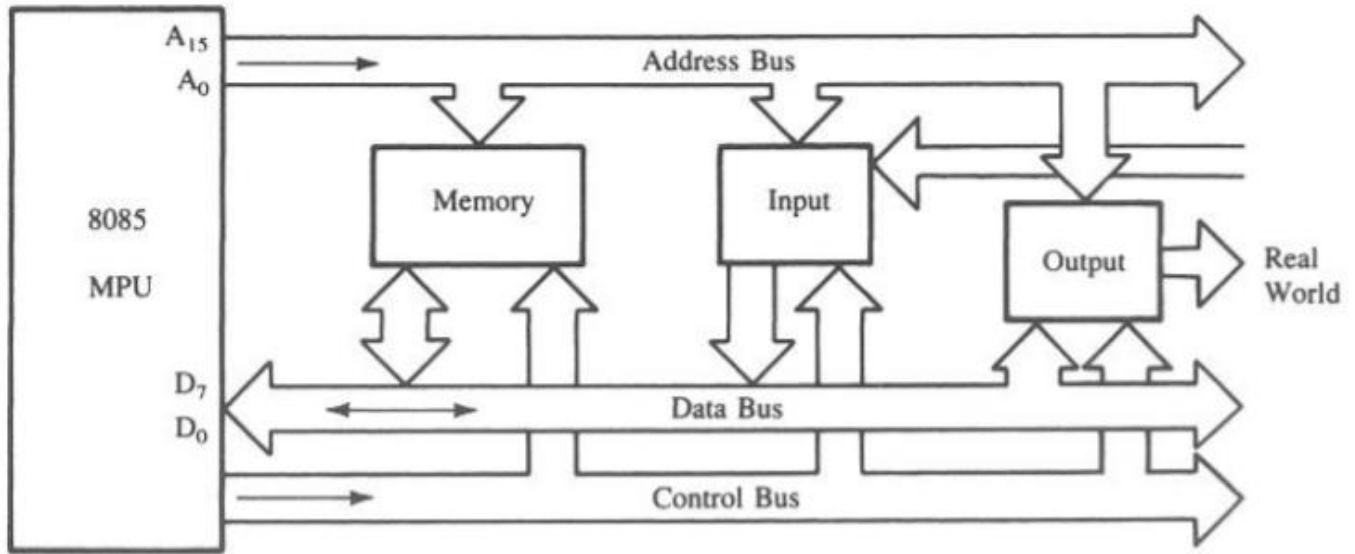 A15
Address Bus
A0
Memory
Input
8085
MPU
Output
Real
World
D7
Data Bus
D0
Control Bus